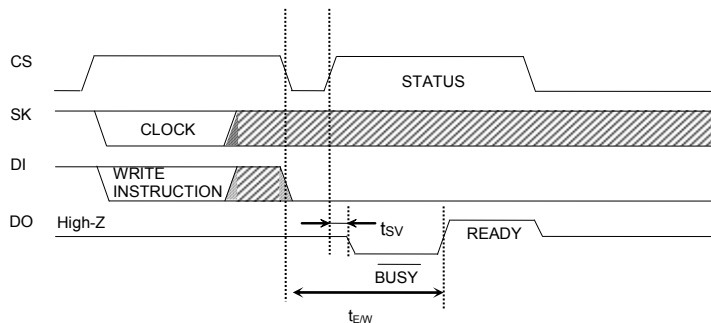 CS
STATUS
SK
CLOCK
DI
WRITE
INSTRUCTION
DO
High-Z
tSV
READY
BUSY
tE/W